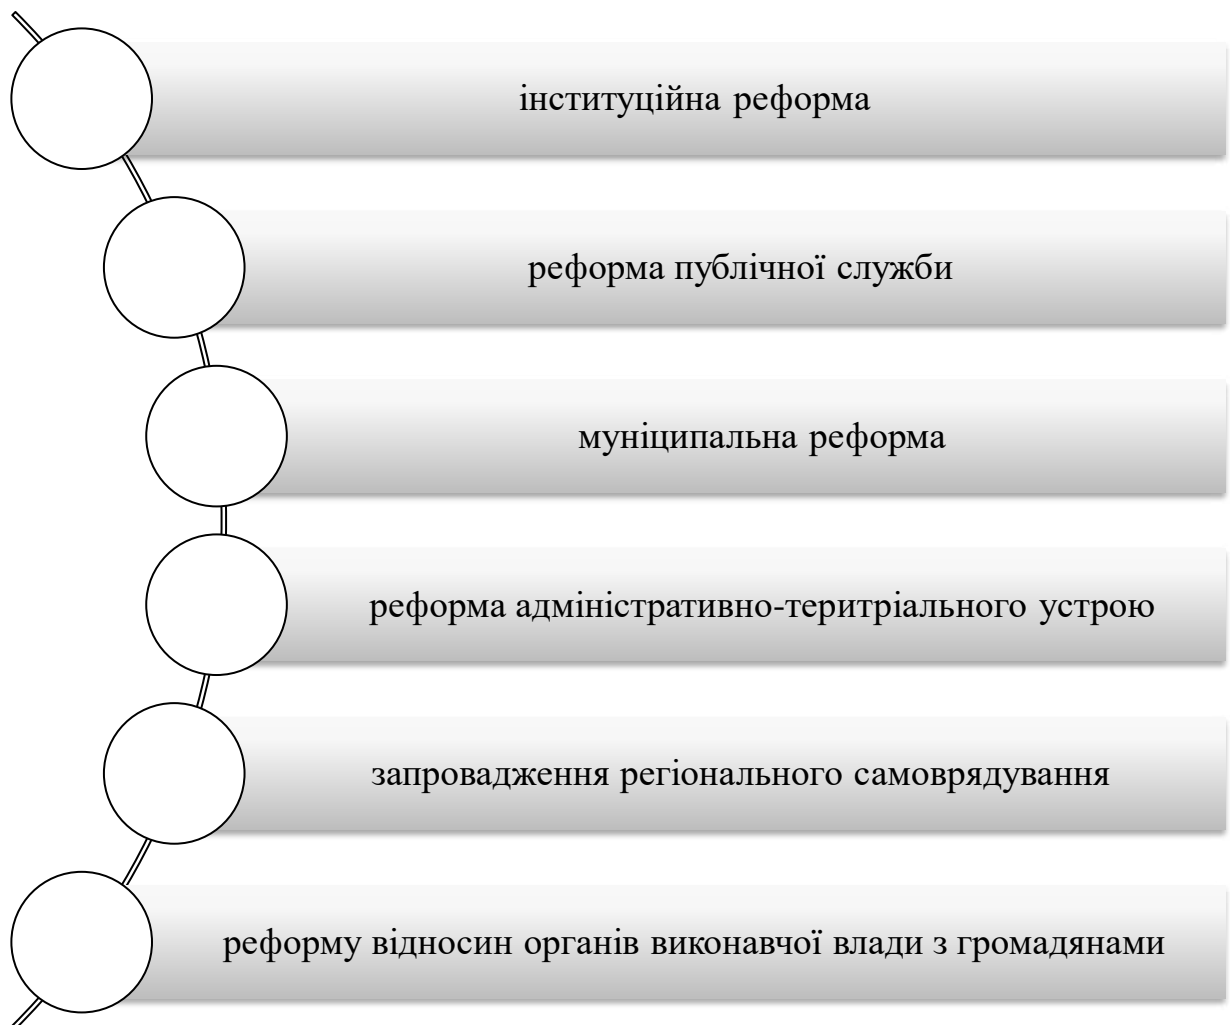 інституційна реформа
реформа публічної служби
муніципальна реформа
реформа адміністративно-територіального устрою
запровадження регіонального самоврядування
реформу відносин органів виконавчої влади з громадянами